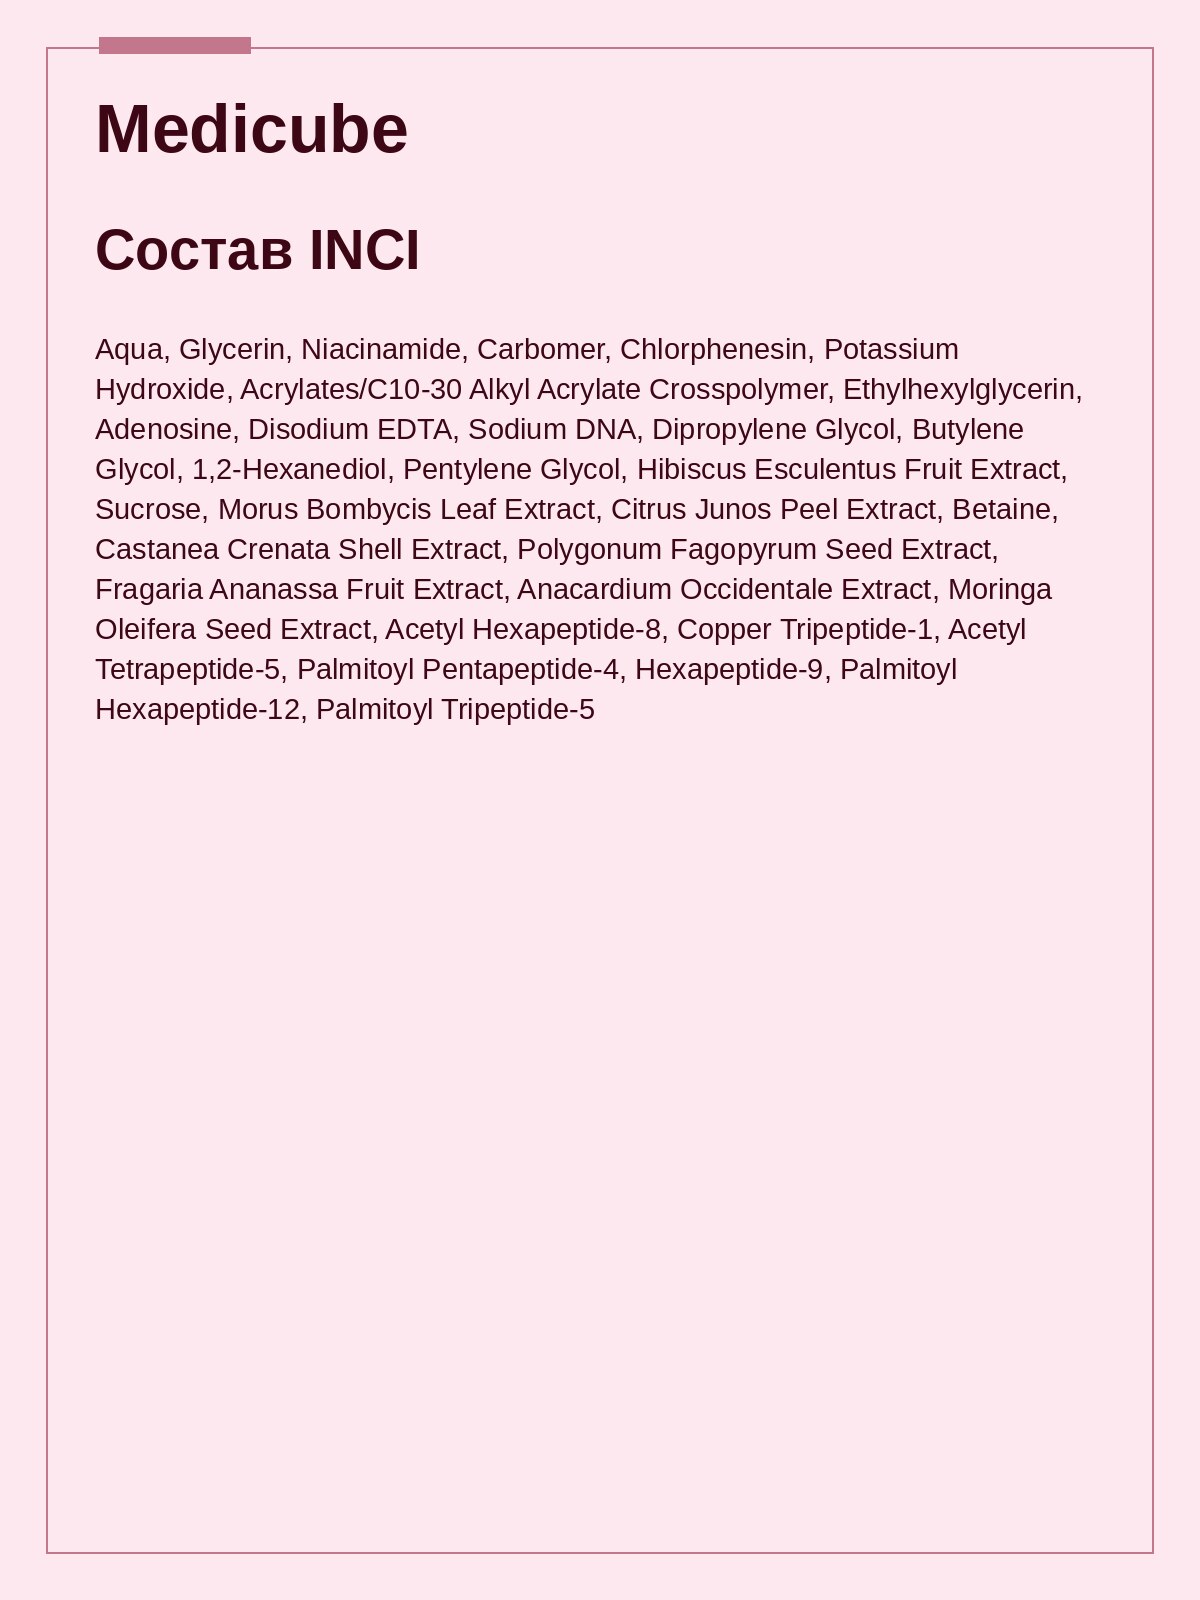 Medicube
Состав INCI
Aqua, Glycerin, Niacinamide, Carbomer, Chlorphenesin, Potassium
Hydroxide, Acrylates/C10-30 Alkyl Acrylate Crosspolymer, Ethylhexylglycerin,
Adenosine, Disodium EDTA, Sodium DNA, Dipropylene Glycol, Butylene
Glycol, 1,2-Hexanediol, Pentylene Glycol, Hibiscus Esculentus Fruit Extract,
Sucrose, Morus Bombycis Leaf Extract, Citrus Junos Peel Extract, Betaine,
Castanea Crenata Shell Extract, Polygonum Fagopyrum Seed Extract,
Fragaria Ananassa Fruit Extract, Anacardium Occidentale Extract, Moringa
Oleifera Seed Extract, Acetyl Hexapeptide-8, Copper Tripeptide-1, Acetyl
Tetrapeptide-5, Palmitoyl Pentapeptide-4, Hexapeptide-9, Palmitoyl
Hexapeptide-12, Palmitoyl Tripeptide-5